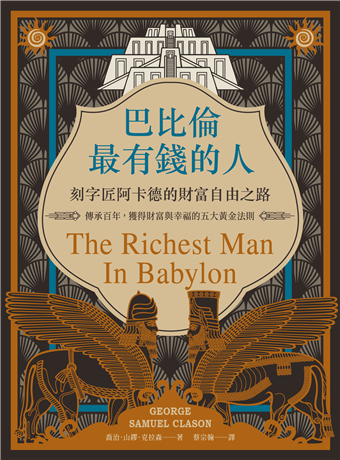 巴比倫
最有錢的人
刻字匠阿卡德的財富自由之路
傳承百年，獲得財富與幸福的五大黃金法則
The Richest Man
In Babylon
GEORGE
SAMUEL CLASON
喬治·山繆·克拉森——著 蔡宗翰——譯